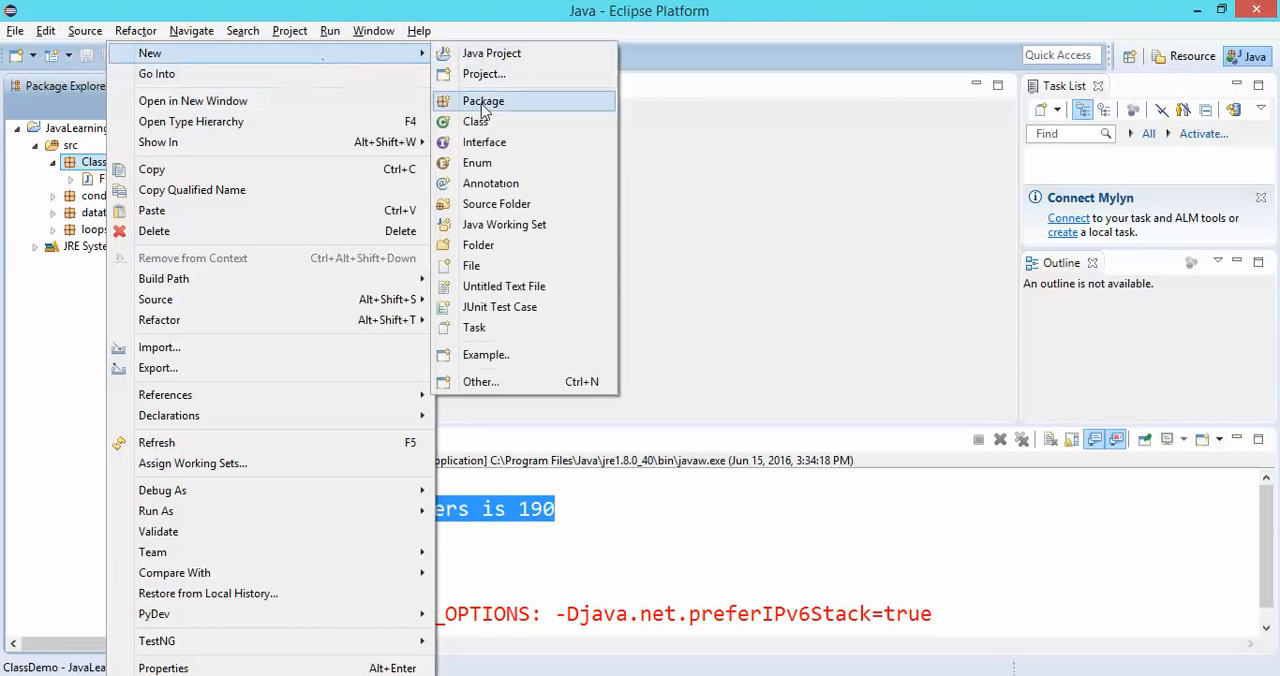 Java - Eclipse Platform
File Edit Source Refactor Navigate Search Project Run Window Help
Quick Access
Resource
Java
Package Explore
JavaLearning
src
Class
F
cond
datat
loops
JRE Syste
New
Go Into
Open in New Window
Open Type Hierarchy F4
Show In Alt+Shift+W
Copy Ctrl+C
Copy Qualified Name
Paste Ctrl+V
Delete Delete
Remove from Context Ctrl+Alt+Shift+Down
Build Path
Source Alt+Shift+S
Refactor Alt+Shift+T
Import...
Export...
References
Declarations
Refresh F5
Assign Working Sets...
Debug As
Run As
Validate
Team
Compare With
Restore from Local History...
PyDev
TestNG
Properties Alt+Enter
Java Project
Project...
Package
Class
Interface
Enum
Annotation
Source Folder
Java Working Set
Folder
File
Untitled Text File
JUnit Test Case
Task
Example..
Other... Ctrl+N
Task List
Find
All
Activate...
Connect Mylyn
Connect to your task and ALM tools or
create a local task.
Outline
An outline is not available.
pplication] C:\Program Files\Java\jre1.8.0_40\bin\javaw.exe (Jun 15, 2016, 3:34:18 PM)
ers is 190
_OPTIONS: -Djava.net.preferIPv6Stack=true
ClassDemo - JavaLea